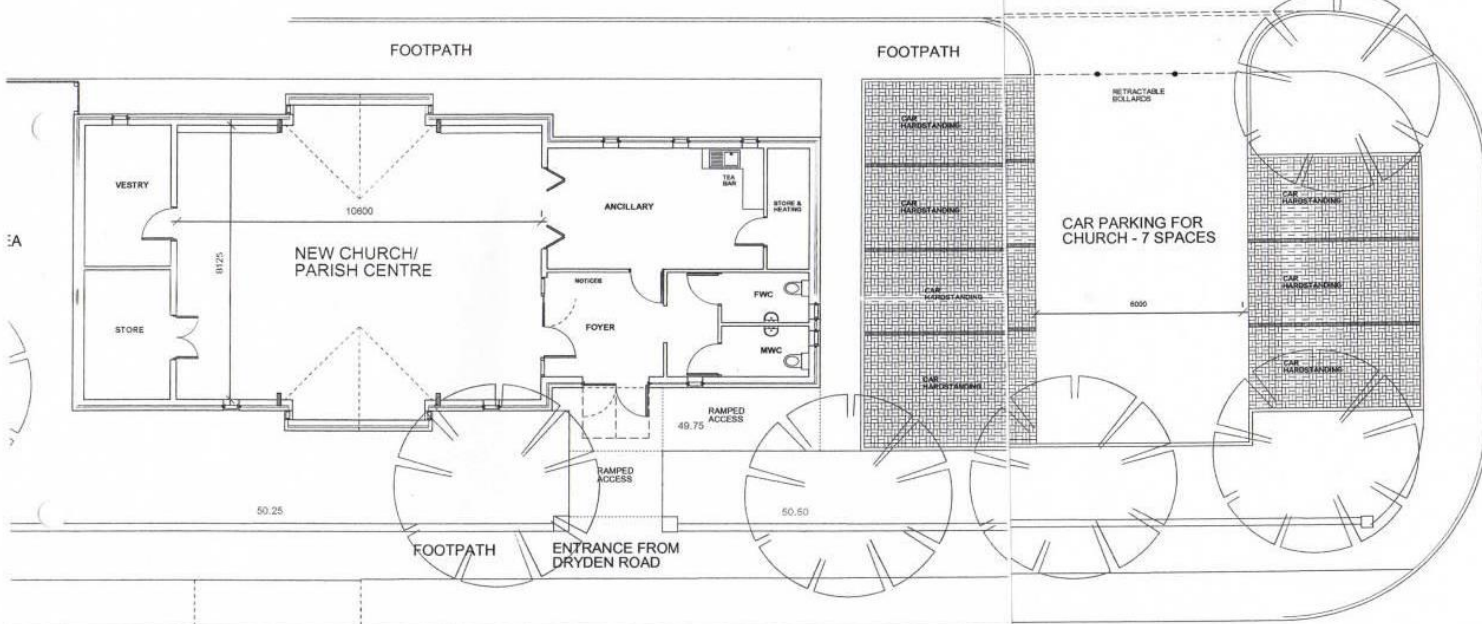 FOOTPATH
FOOTPATH
RETRACTABLE
BOLLARDS
CAR
HARDSTANDING
VESTRY
TEA
BAR
10600
ANCILLARY
STORE &
HEATING
CAR
HARDSTANDING
CAR
HARDSTANDING
EA
NEW CHURCH/
PARISH CENTRE
8125
CAR PARKING FOR
CHURCH - 7 SPACES
NOTICES
FWC
CAR
HARDSTANDING
CAR
HARDSTANDING
6000
STORE
FOYER
MWC
CAR
HARDSTANDING
CAR
HARDSTANDING
RAMPED
ACCESS
49.75
RAMPED
ACCESS
50.25
50.50
FOOTPATH
ENTRANCE FROM
DRYDEN ROAD